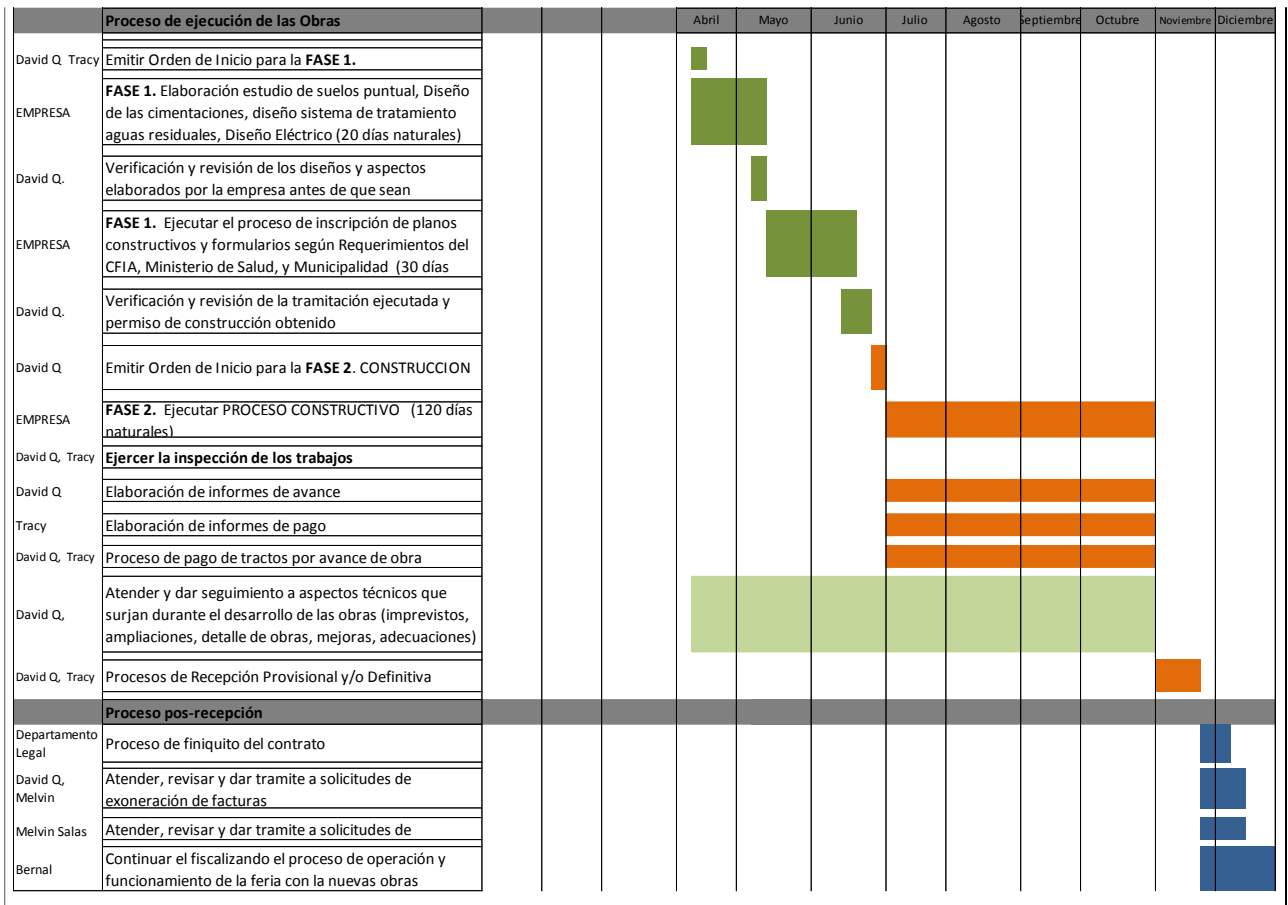 Proceso de ejecución de las Obras
Abril Mayo Junio Julio Agosto Septiembre Octubre Noviembre Diciembre
David Q Tracy
Emitir Orden de Inicio para la FASE 1.
EMPRESA
FASE 1. Elaboración estudio de suelos puntual, Diseño
de las cimentaciones, diseño sistema de tratamiento
aguas residuales, Diseño Eléctrico (20 días naturales)
David Q.
Verificación y revisión de los diseños y aspectos
elaborados por la empresa antes de que sean
EMPRESA
FASE 1. Ejecutar el proceso de inscripción de planos
constructivos y formularios según Requerimientos del
CFIA, Ministerio de Salud, y Municipalidad (30 días
David Q.
Verificación y revisión de la tramitación ejecutada y
permiso de construcción obtenido
David Q
Emitir Orden de Inicio para la FASE 2. CONSTRUCCION
EMPRESA
FASE 2. Ejecutar PROCESO CONSTRUCTIVO (120 días
naturales)
David Q, Tracy
Ejercer la inspección de los trabajos
David Q
Elaboración de informes de avance
Tracy
Elaboración de informes de pago
David Q, Tracy
Proceso de pago de tractos por avance de obra
David Q,
Atender y dar seguimiento a aspectos técnicos que
surjan durante el desarrollo de las obras (imprevistos,
ampliaciones, detalle de obras, mejoras, adecuaciones)
David Q, Tracy
Procesos de Recepción Provisional y/o Definitiva
Proceso pos-recepción
Departamento
Legal
Proceso de finiquito del contrato
David Q,
Melvin
Atender, revisar y dar tramite a solicitudes de
exoneración de facturas
Melvin Salas
Atender, revisar y dar tramite a solicitudes de
Bernal
Continuar el fiscalizando el proceso de operación y
funcionamiento de la feria con la nuevas obras